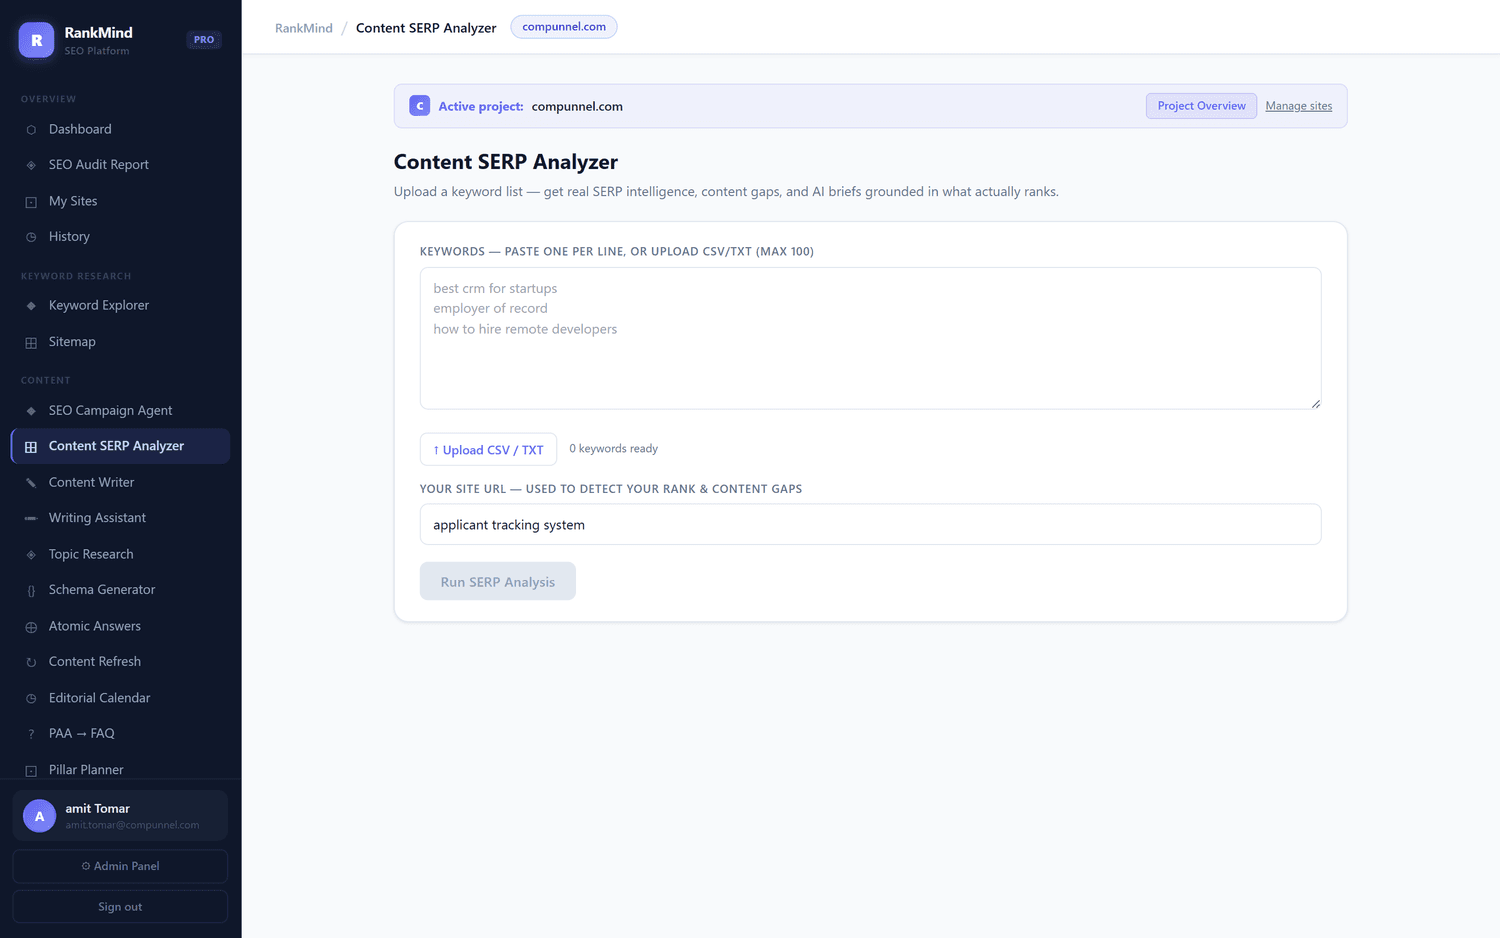 R
RankMind
SEO Platform
PRO
OVERVIEW
Dashboard
SEO Audit Report
My Sites
History
KEYWORD RESEARCH
Keyword Explorer
Sitemap
CONTENT
SEO Campaign Agent
Content SERP Analyzer
Content Writer
Writing Assistant
Topic Research
{} Schema Generator
Atomic Answers
Content Refresh
Editorial Calendar
? PAA → FAQ
Pillar Planner
A
amit Tomar
amit.tomar@compunnel.com
⚙ Admin Panel
Sign out
RankMind / Content SERP Analyzer compunnel.com
C Active project: compunnel.com
Project Overview
Manage sites
Content SERP Analyzer
Upload a keyword list — get real SERP intelligence, content gaps, and AI briefs grounded in what actually ranks.
KEYWORDS — PASTE ONE PER LINE, OR UPLOAD CSV/TXT (MAX 100)
best crm for startups
employer of record
how to hire remote developers
↑ Upload CSV / TXT
0 keywords ready
YOUR SITE URL — USED TO DETECT YOUR RANK & CONTENT GAPS
applicant tracking system
Run SERP Analysis